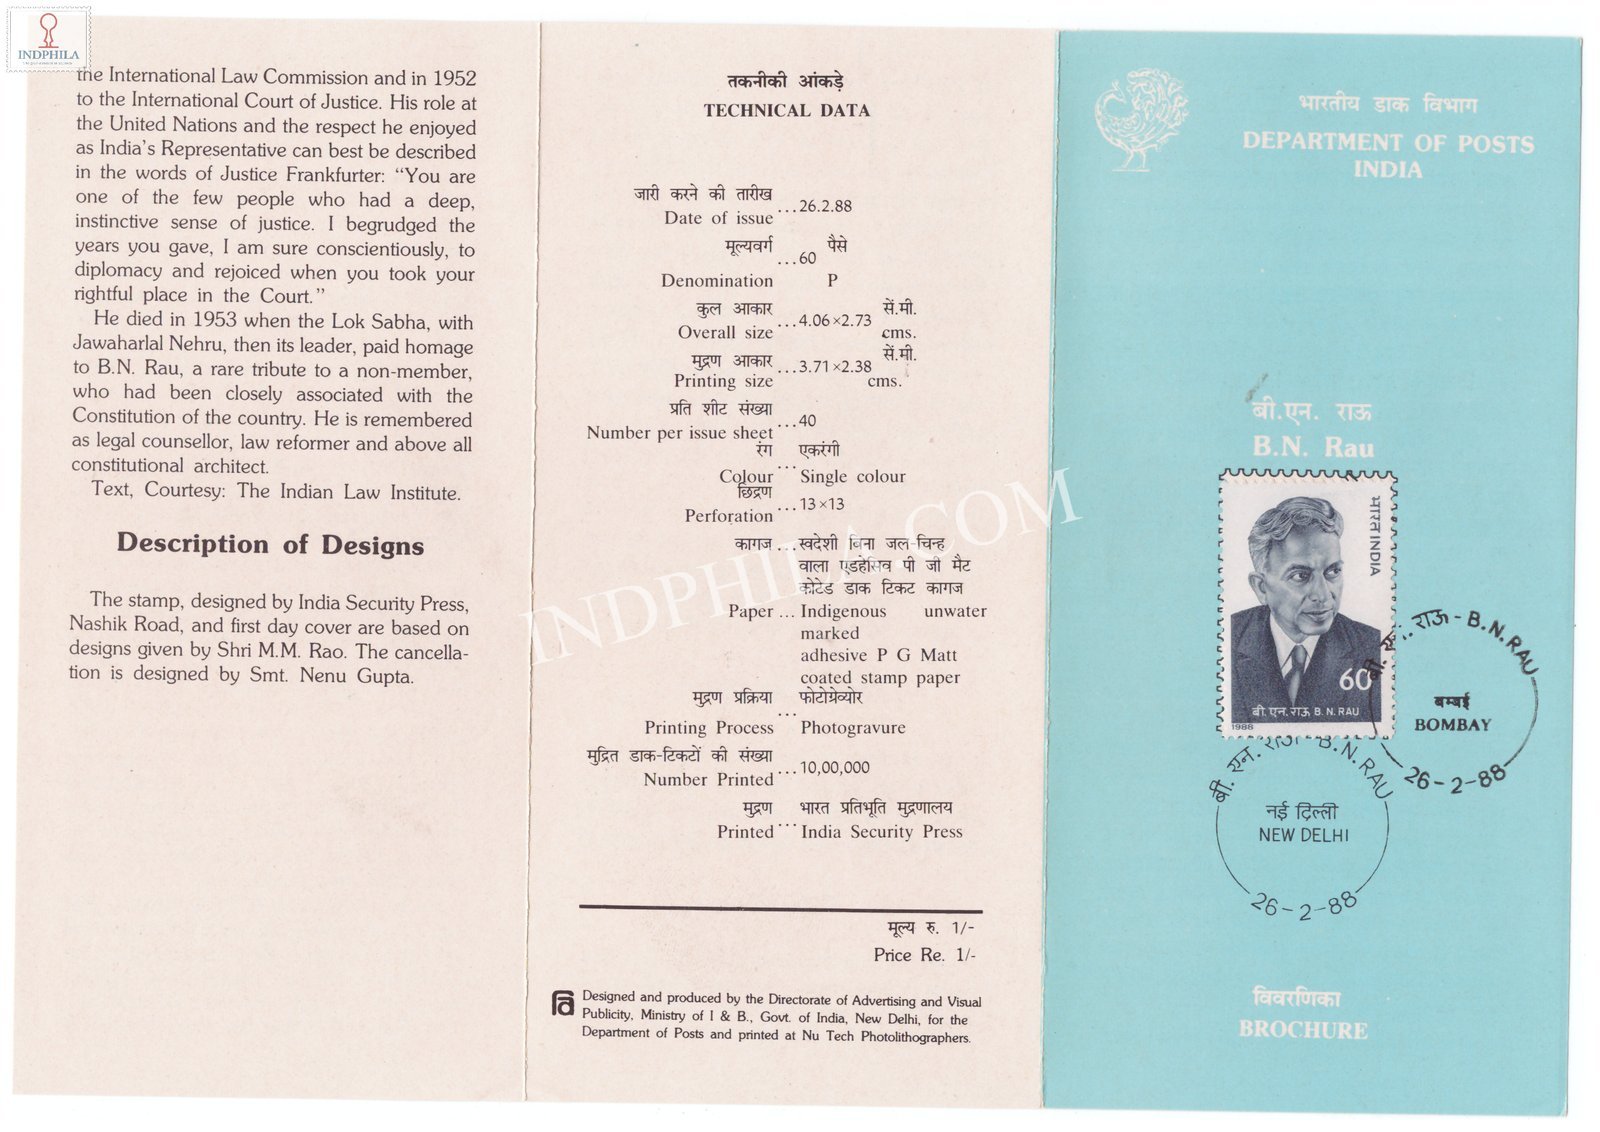 INDPHILA
the International Law Commission and in 1952
to the International Court of Justice. His role at
the United Nations and the respect he enjoyed
as India's Representative can best be described
in the words of Justice Frankfurter: "You are
one of the few people who had a deep,
instinctive sense of justice. I begrudged the
years you gave, I am sure conscientiously, to
diplomacy and rejoiced when you took your
rightful place in the Court."
He died in 1953 when the Lok Sabha, with
Jawaharlal Nehru, then its leader, paid homage
to B.N. Rau, a rare tribute to a non-member,
who had been closely associated with the
Constitution of the country. He is remembered
as legal counsellor, law reformer and above all
constitutional architect.
Text, Courtesy: The Indian Law Institute.
Description of Designs
The stamp, designed by India Security Press,
Nashik Road, and first day cover are based on
designs given by Shri M.M. Rao. The cancella-
tion is designed by Smt. Nenu Gupta.
तकनीकी आंकड़े
TECHNICAL DATA
जारी करने की तारीख
Date of issue ...26.2.88
मूल्यवर्ग ...60 पैसे
Denomination P
कुल आकार ...4.06×2.73 सें.मी.
Overall size cms.
मुद्रण आकार ...3.71×2.38 सें.मी.
Printing size cms.
प्रति शीट संख्या ...40
Number per issue sheet
रंग ... एकरंगी
Colour Single colour
छिद्रण ...13×13
Perforation
कागज ...स्वदेशी बिना जल-चिन्ह
वाला एडहेसिव पी जी मैट
कोटेड डाक टिकट कागज
Paper ... Indigenous unwater
marked
adhesive P G Matt
coated stamp paper
मुद्रण प्रक्रिया ... फोटोग्रेव्योर
Printing Process Photogravure
मुद्रित डाक-टिकटों की संख्या ...10,00,000
Number Printed
मुद्रण ... भारत प्रतिभूति मुद्रणालय
Printed India Security Press
मूल्य रु. 1/-
Price Re. 1/-
Designed and produced by the Directorate of Advertising and Visual
Publicity, Ministry of I & B., Govt. of India, New Delhi, for the
Department of Posts and printed at Nu Tech Photolithographers.
INDPHILA.COM
भारतीय डाक विभाग
DEPARTMENT OF POSTS
INDIA
बी.एन. राऊ
B.N. Rau
भारत INDIA
60
बी.एन.राऊ B.N.RAU
1988
बी. एन. राऊ - B.N.RAU
बम्बई
BOMBAY
26-2-88
बी. एन. राऊ - B.N.RAU
नई दिल्ली
NEW DELHI
26-2-88
विवरणिका
BROCHURE